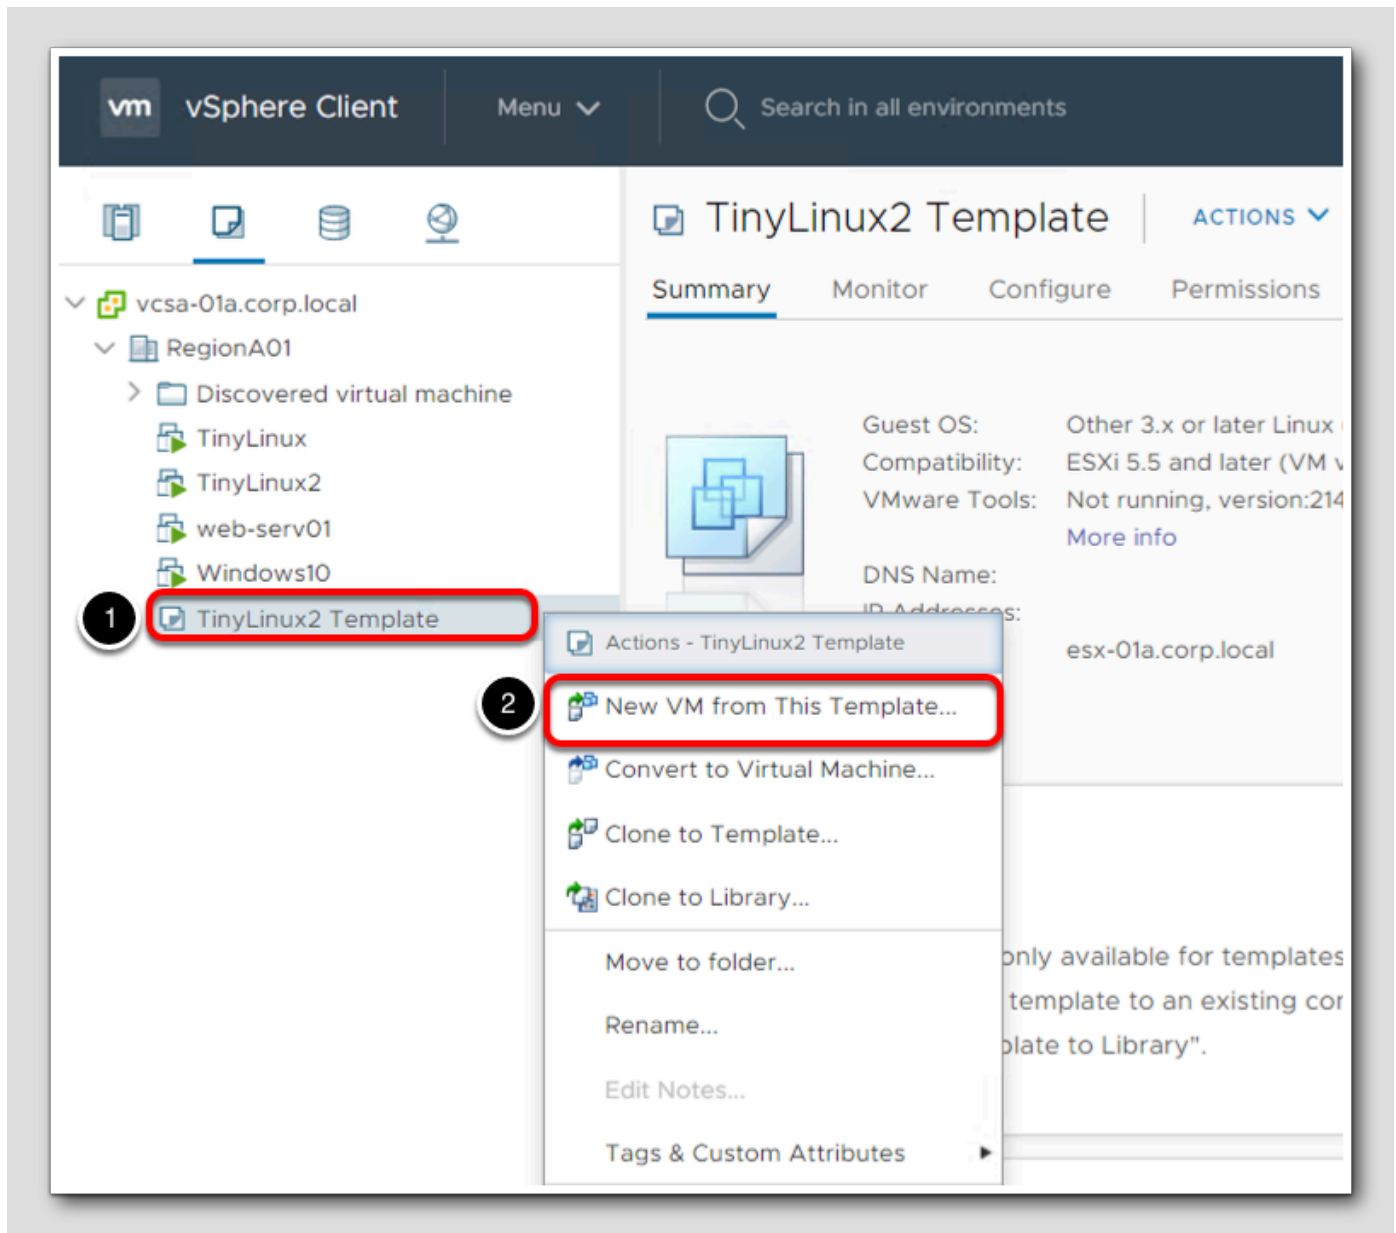 vm vSphere Client Menu Search in all environments
TinyLinux2 Template ACTIONS
Summary Monitor Configure Permissions
vcsa-01a.corp.local
RegionA01
Discovered virtual machine
TinyLinux
TinyLinux2
web-serv01
Windows10
1 TinyLinux2 Template
Guest OS: Other 3.x or later Linux
Compatibility: ESXi 5.5 and later (VM
VMware Tools: Not running, version:214
More info
DNS Name:
IP Addresses:
esx-01a.corp.local
Actions - TinyLinux2 Template
2 New VM from This Template...
Convert to Virtual Machine...
Clone to Template...
Clone to Library...
Move to folder...
Rename...
Edit Notes...
Tags & Custom Attributes
only available for templates
template to an existing
to Library".